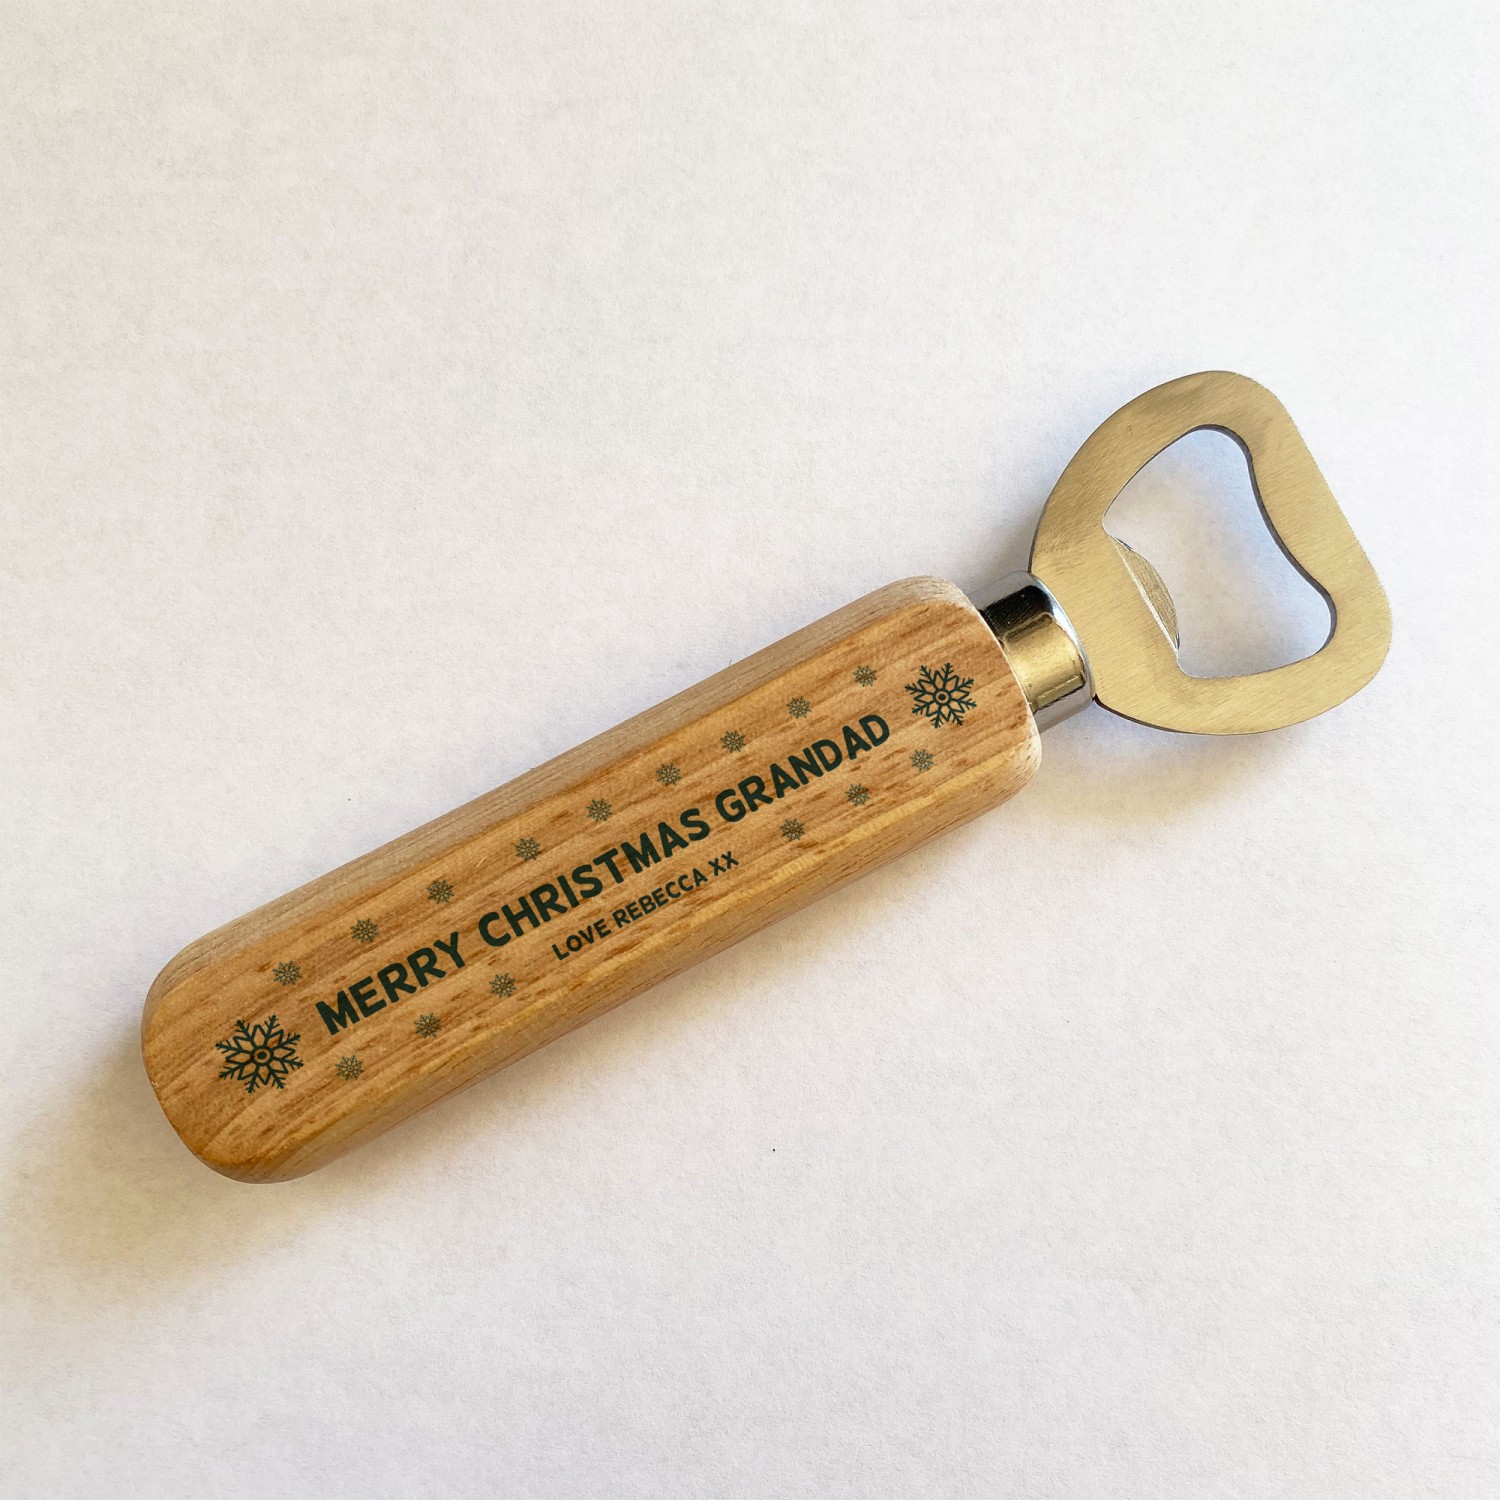 MERRY CHRISTMAS GRANDAD
LOVE REBECCA XX